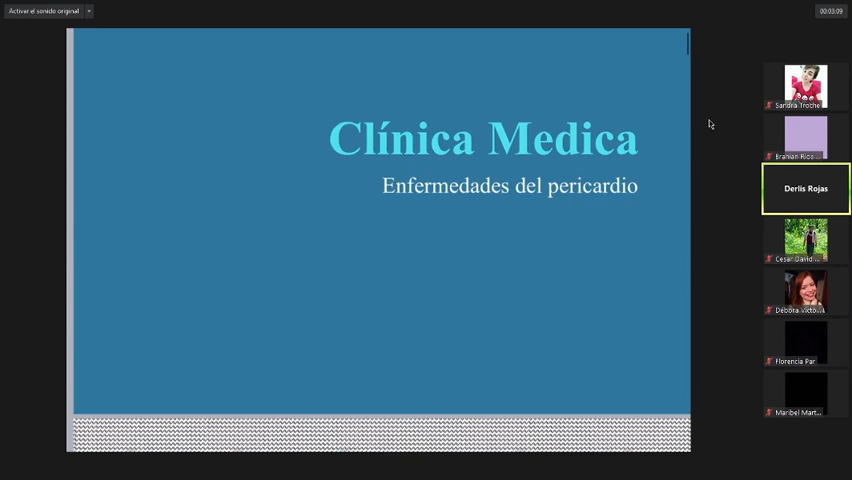 Activar el sonido original
00:03:09
Clínica Medica
Enfermedades del pericardio
Sandra Troche
Brahian Rios...
Derlis Rojas
Cesar David ...
Débora Victo...
Florencia Par
Maribel Mart...